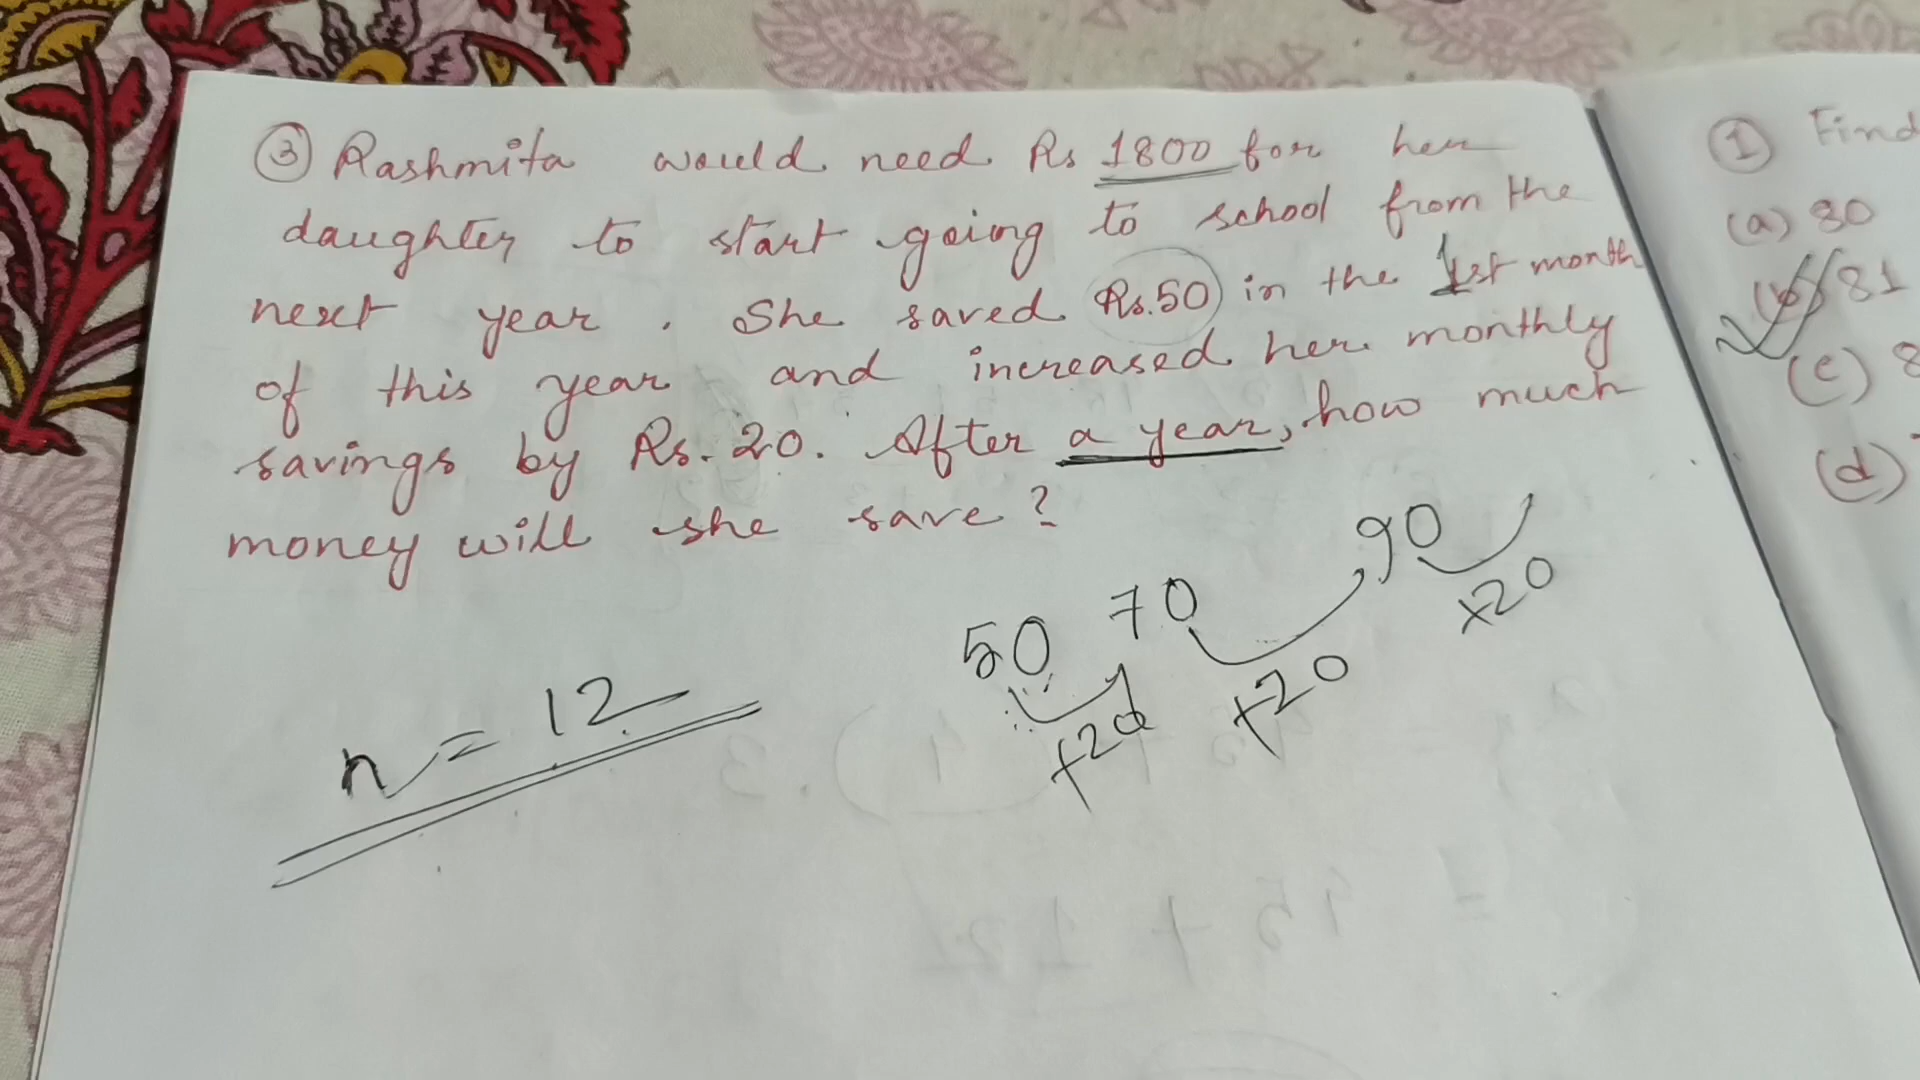 ③ Rashmita would need Rs 1800 for her
daughter to start going to school from the
next year. She saved Rs.50 in the 1st month
of this year and increased her monthly
savings by Rs. 20. After a year, how much
money will she save?
50 70 90
+20 +20 +20
n = 12
① Find
(a) 80
(b) 81
(c) 8
(d)